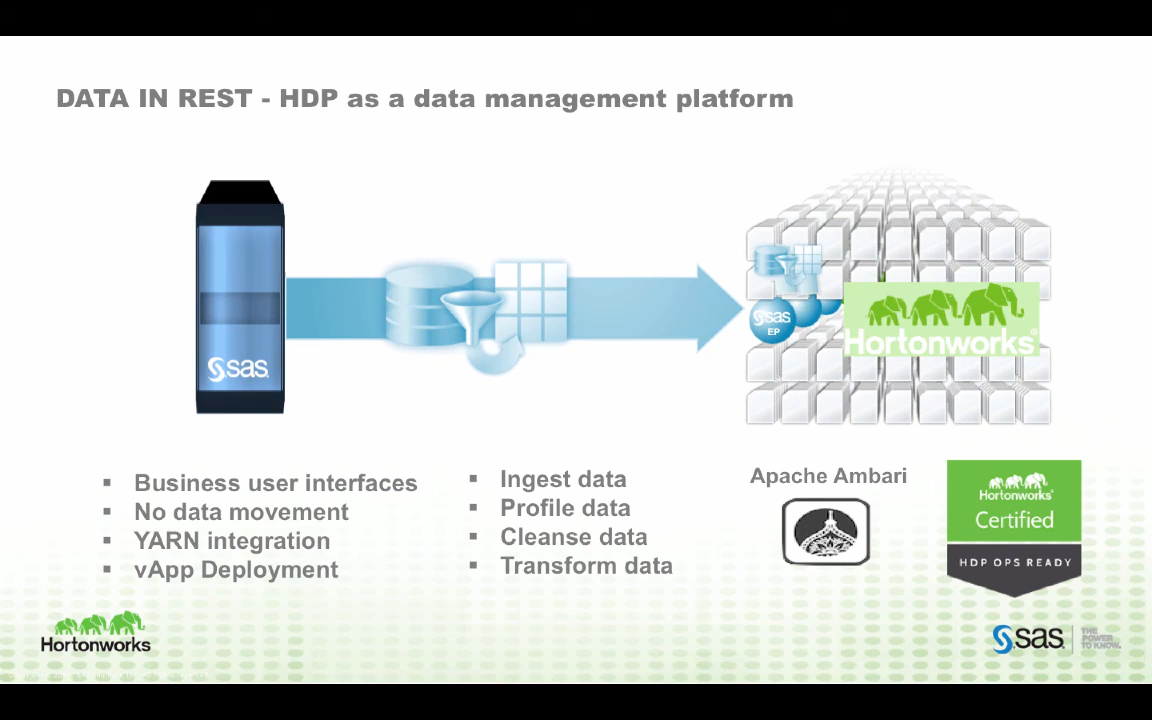 DATA IN REST - HDP as a data management platform
sas
sas
EP
Hortonworks®
▪ Business user interfaces
▪ No data movement
▪ YARN integration
▪ vApp Deployment
▪ Ingest data
▪ Profile data
▪ Cleanse data
▪ Transform data
Apache Ambari
Hortonworks
Certified
HDP OPS READY
Hortonworks
sas
THE
POWER
TO KNOW.